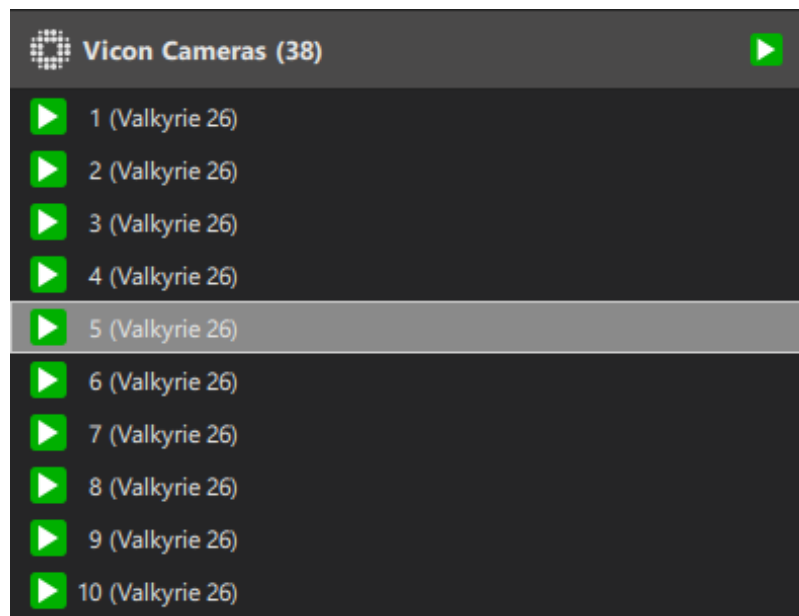 Vicon Cameras (38)
1 (Valkyrie 26)
2 (Valkyrie 26)
3 (Valkyrie 26)
4 (Valkyrie 26)
5 (Valkyrie 26)
6 (Valkyrie 26)
7 (Valkyrie 26)
8 (Valkyrie 26)
9 (Valkyrie 26)
10 (Valkyrie 26)